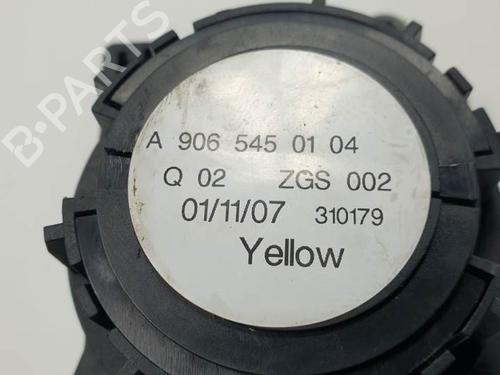 B-PARTS
A 906 545 01 04
Q 02 ZGS 002
01/11/07 310179
Yellow